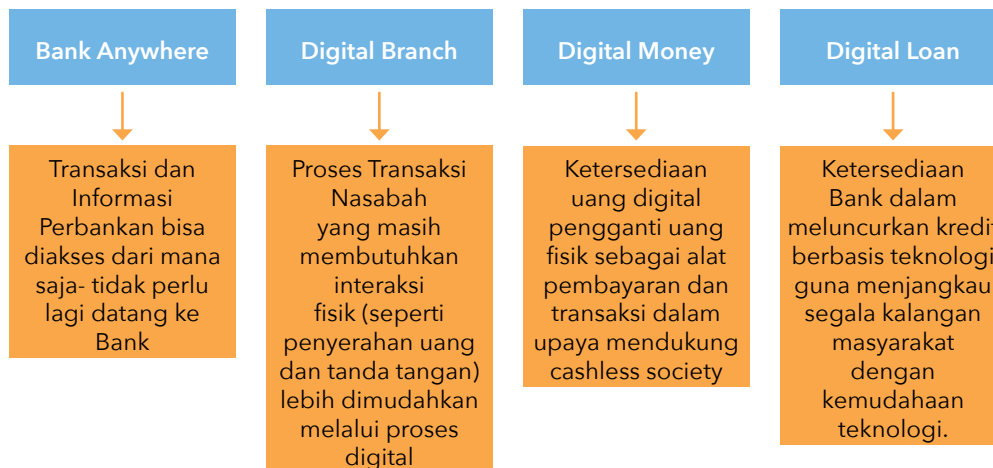 Bank Anywhere
Transaksi dan
Informasi
Perbankan bisa
diakses dari mana
saja- tidak perlu
lagi datang ke
Bank
Digital Branch
Proses Transaksi
Nasabah
yang masih
membutuhkan
interaksi
fisik (seperti
penyerahan uang
dan tanda tangan)
lebih dimudahkan
melalui proses
digital
Digital Money
Ketersediaan
uang digital
pengganti uang
fisik sebagai alat
pembayaran dan
transaksi dalam
upaya mendukung
cashless society
Digital Loan
Ketersediaan
Bank dalam
meluncurkan kredit
berbasis teknologi
guna menjangkau
segala kalangan
masyarakat
dengan
kemudahaan
teknologi.